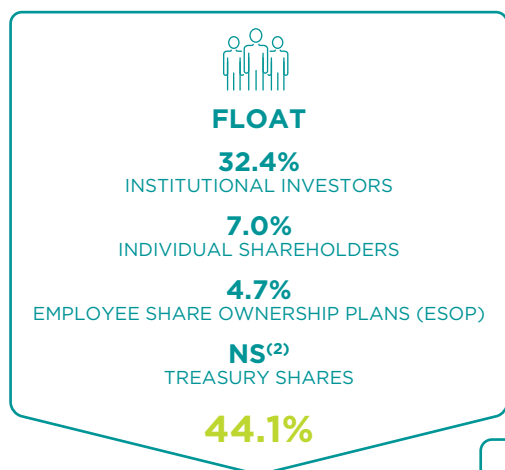 FLOAT
32.4%
INSTITUTIONAL INVESTORS
7.0%
INDIVIDUAL SHAREHOLDERS
4.7%
EMPLOYEE SHARE OWNERSHIP PLANS (ESOP)
NS(2)
TREASURY SHARES
44.1%